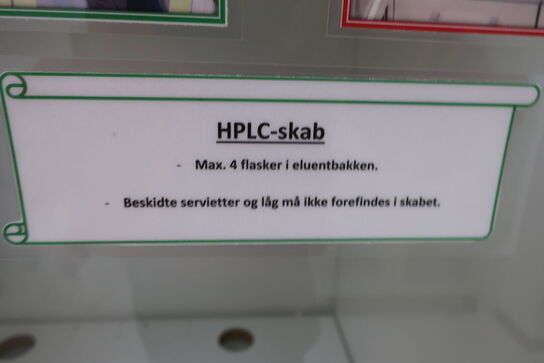 HPLC-skab
- Max. 4 flasker i eluentbakken.
- Beskidte servietter og låg må ikke forefindes i skabet.